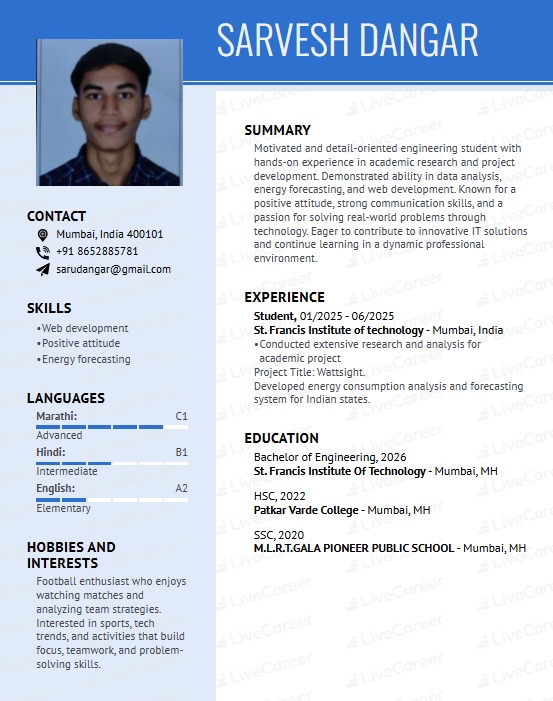 SARVESH DANGAR
CONTACT
Mumbai, India 400101
+91 8652885781
sarudangar@gmail.com
SKILLS
•Web development
•Positive attitude
•Energy forecasting
LANGUAGES
Marathi: C1
Advanced
Hindi: B1
Intermediate
English: A2
Elementary
HOBBIES AND
INTERESTS
Football enthusiast who enjoys
watching matches and
analyzing team strategies.
Interested in sports, tech
trends, and activities that build
focus, teamwork, and problem-
solving skills.
SUMMARY
Motivated and detail-oriented engineering student with
hands-on experience in academic research and project
development. Demonstrated ability in data analysis,
energy forecasting, and web development. Known for a
positive attitude, strong communication skills, and a
passion for solving real-world problems through
technology. Eager to contribute to innovative IT solutions
and continue learning in a dynamic professional
environment.
EXPERIENCE
Student, 01/2025 - 06/2025
St. Francis Institute of technology - Mumbai, India
•Conducted extensive research and analysis for
academic project
Project Title: Wattsight.
Developed energy consumption analysis and forecasting
system for Indian states.
EDUCATION
Bachelor of Engineering, 2026
St. Francis Institute Of Technology - Mumbai, MH
HSC, 2022
Patkar Varde College - Mumbai, MH
SSC, 2020
M.L.R.T.GALA PIONEER PUBLIC SCHOOL - Mumbai, MH
LiveCareer